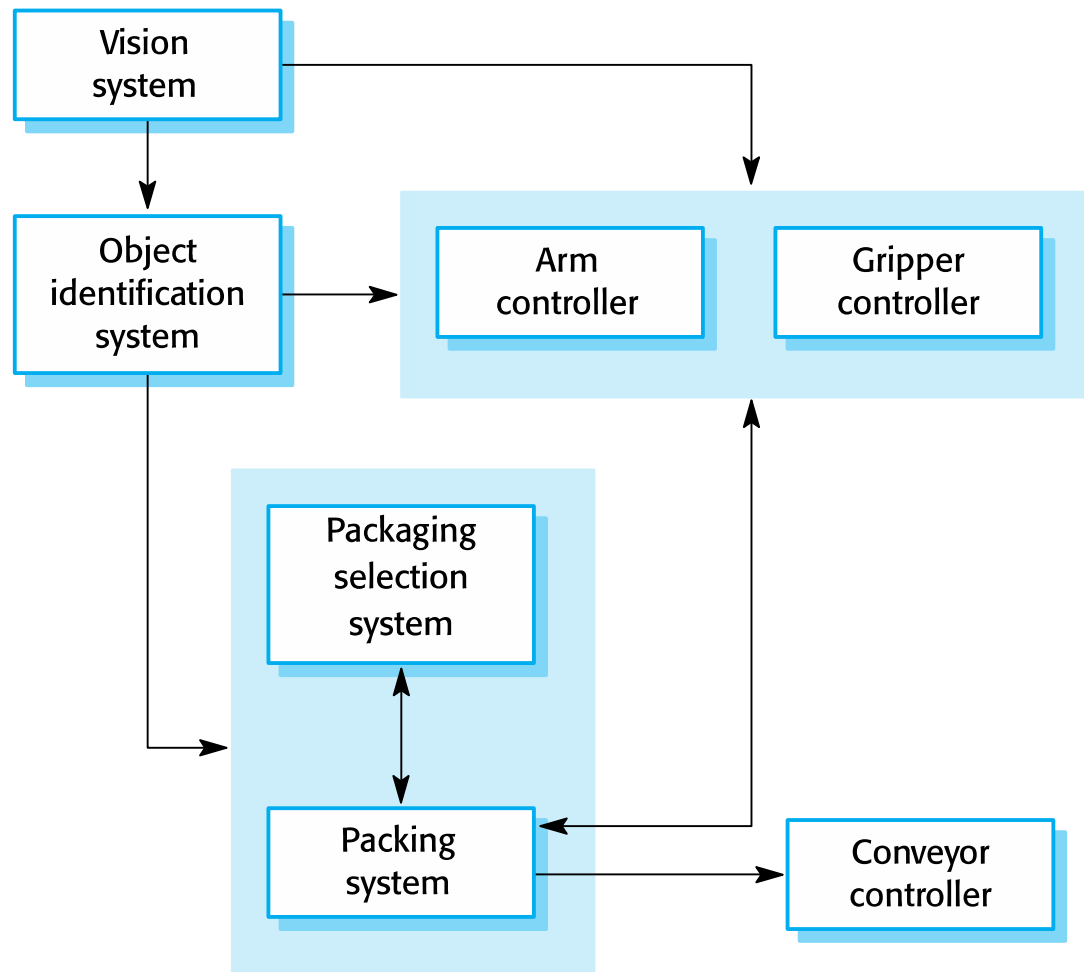 Vision
system
Object
identification
system
Arm
controller
Gripper
controller
Packaging
selection
system
Packing
system
Conveyor
controller